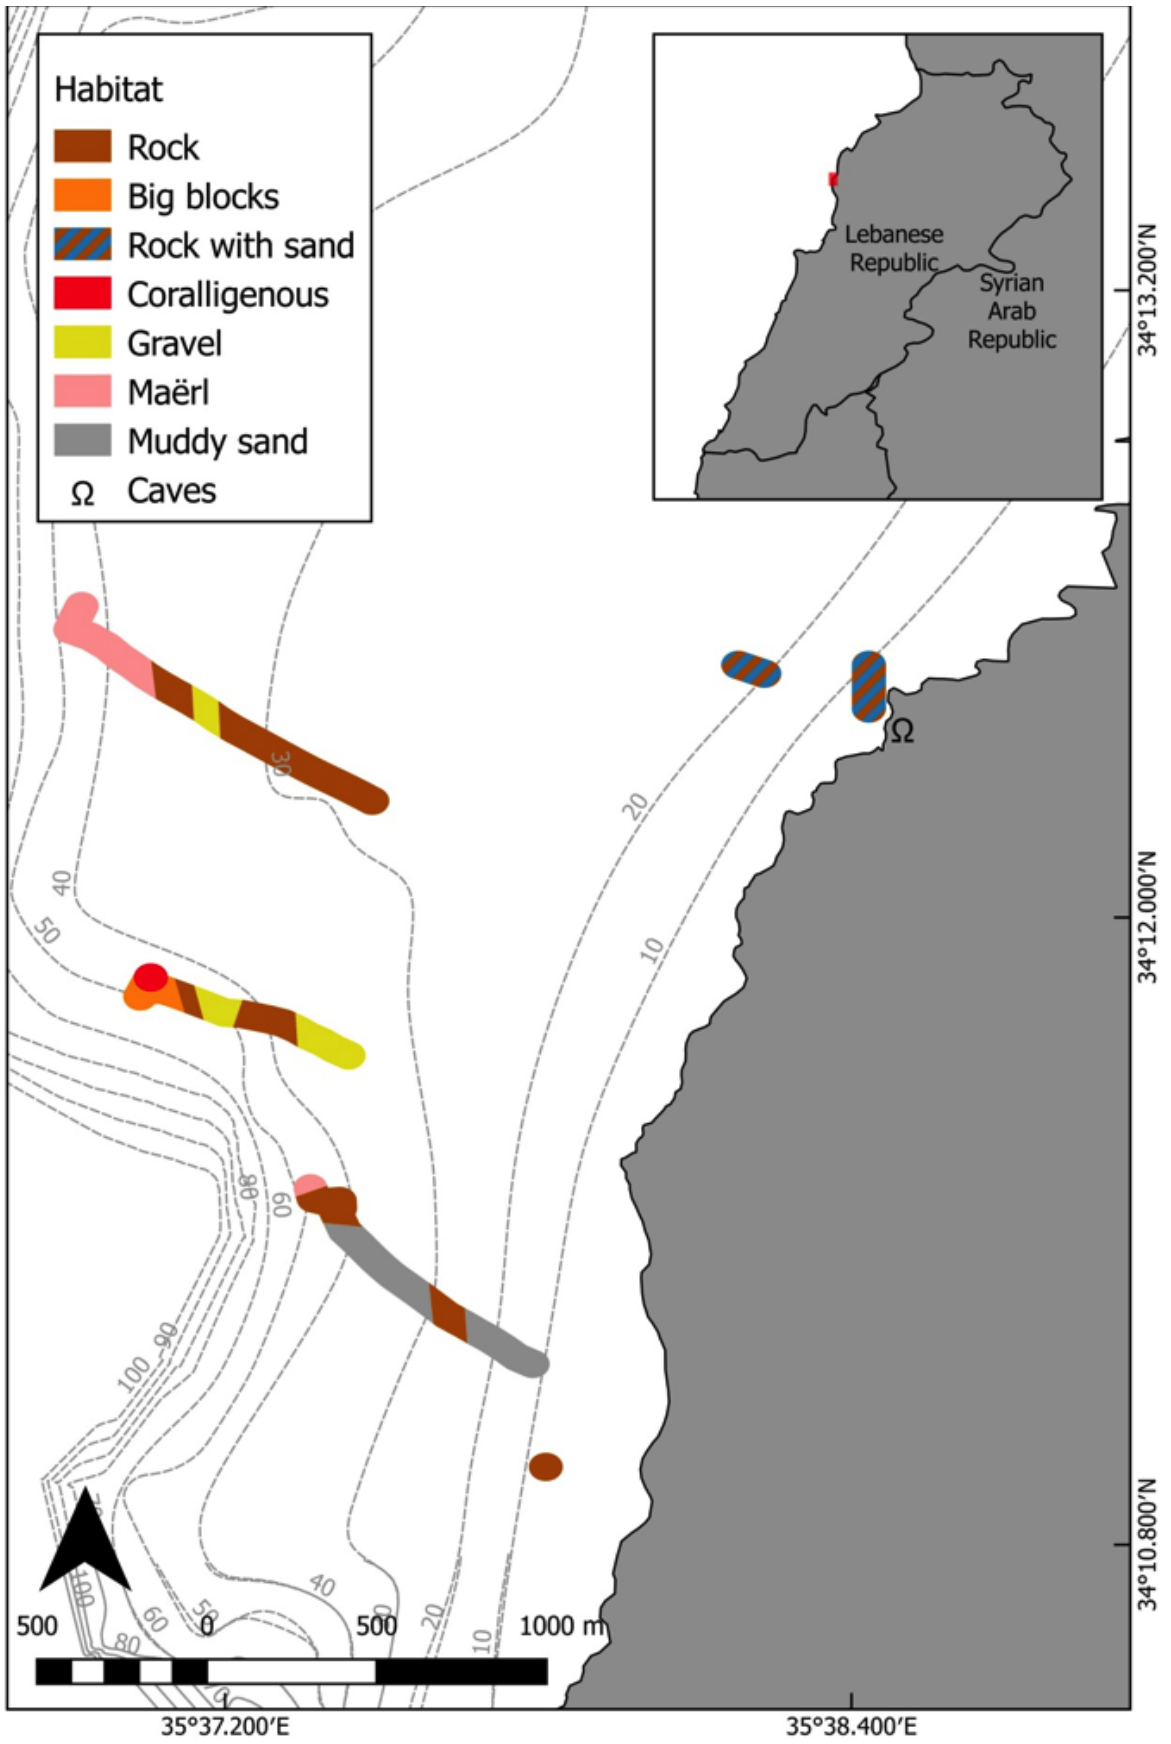 Habitat
Rock
Big blocks
Rock with sand
Coralligenous
Gravel
Maërl
Muddy sand
Ω Caves
Lebanese
Republic
Syrian
Arab
Republic
34°13.200'N
Ω
30
20
40
50
10
34°12.000'N
80
60
90
100
70
100
34°10.800'N
40
50
60
20
10
80
500 0 500 1000 m
35°37.200'E 35°38.400'E